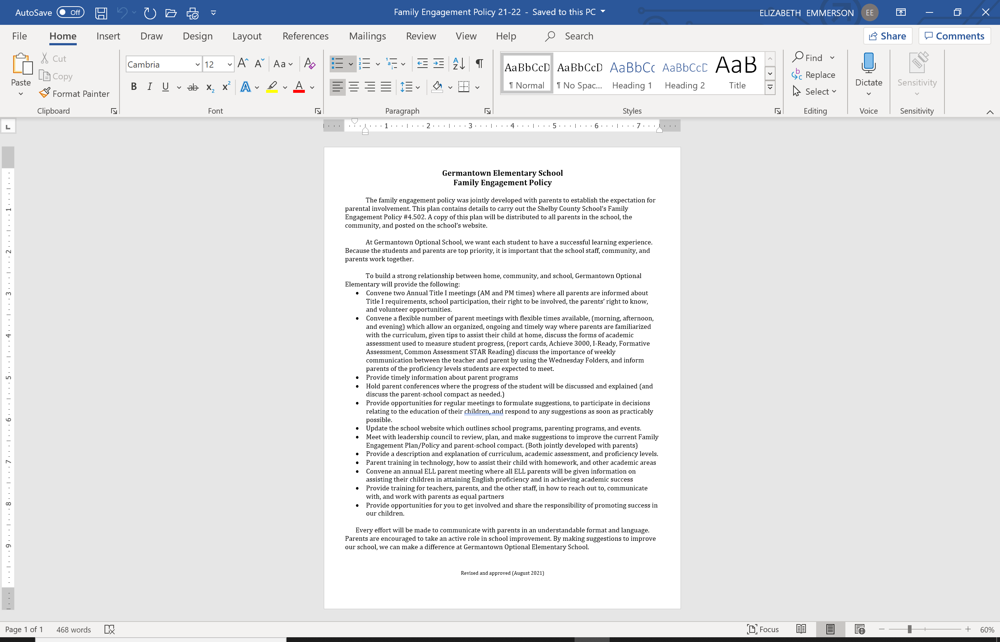 AutoSave Off Family Engagement Policy 21-22 - Saved to this PC ELIZABETH EMMERSON EE
File Home Insert Draw Design Layout References Mailings Review View Help Search Share Comments
Paste Cut Copy Format Painter Clipboard
Cambria 12 Aa Font
Paragraph
AaBbCcD AaBbCcD AaBbCc AaBbCcD AaB
¶ Normal ¶ No Spac... Heading 1 Heading 2 Title
Styles
Find Replace Select Editing
Dictate Voice
Sensitivity Sensitivity
1 2 3 4 5 6 7
1 2 3 4 5 6 7 8 9
Germantown Elementary School
Family Engagement Policy
The family engagement policy was jointly developed with parents to establish the expectation for
parental involvement. This plan contains details to carry out the Shelby County School’s Family
Engagement Policy #4.502. A copy of this plan will be distributed to all parents in the school, the
community, and posted on the school’s website.
At Germantown Optional School, we want each student to have a successful learning experience.
Because the students and parents are top priority, it is important that the school staff, community, and
parents work together.
To build a strong relationship between home, community, and school, Germantown Optional
Elementary will provide the following:
• Convene two Annual Title I meetings (AM and PM times) where all parents are informed about
Title I requirements, school participation, their right to be involved, the parents’ right to know,
and volunteer opportunities.
• Convene a flexible number of parent meetings with flexible times available, (morning, afternoon,
and evening) which allow an organized, ongoing and timely way where parents are familiarized
with the curriculum, given tips to assist their child at home, discuss the forms of academic
assessment used to measure student progress, (report cards, Achieve 3000, I-Ready, Formative
Assessment, Common Assessment STAR Reading) discuss the importance of weekly
communication between the teacher and parent by using the Wednesday Folders, and inform
parents of the proficiency levels students are expected to meet.
• Provide timely information about parent programs
• Hold parent conferences where the progress of the student will be discussed and explained (and
discuss the parent-school compact as needed.)
• Provide opportunities for regular meetings to formulate suggestions, to participate in decisions
relating to the education of their children, and respond to any suggestions as soon as practicably
possible.
• Update the school website which outlines school programs, parenting programs, and events.
• Meet with leadership council to review, plan, and make suggestions to improve the current Family
Engagement Plan/Policy and parent-school compact. (Both jointly developed with parents)
• Provide a description and explanation of curriculum, academic assessment, and proficiency levels.
• Parent training in technology, how to assist their child with homework, and other academic areas
• Convene an annual ELL parent meeting where all ELL parents will be given information on
assisting their children in attaining English proficiency and in achieving academic success
• Provide training for teachers, parents, and the other staff, in how to reach out to, communicate
with, and work with parents as equal partners
• Provide opportunities for you to get involved and share the responsibility of promoting success in
our children.
Every effort will be made to communicate with parents in an understandable format and language.
Parents are encouraged to take an active role in school improvement. By making suggestions to improve
our school, we can make a difference at Germantown Optional Elementary School.
Revised and approved (August 2021)
Page 1 of 1 468 words Focus 60%